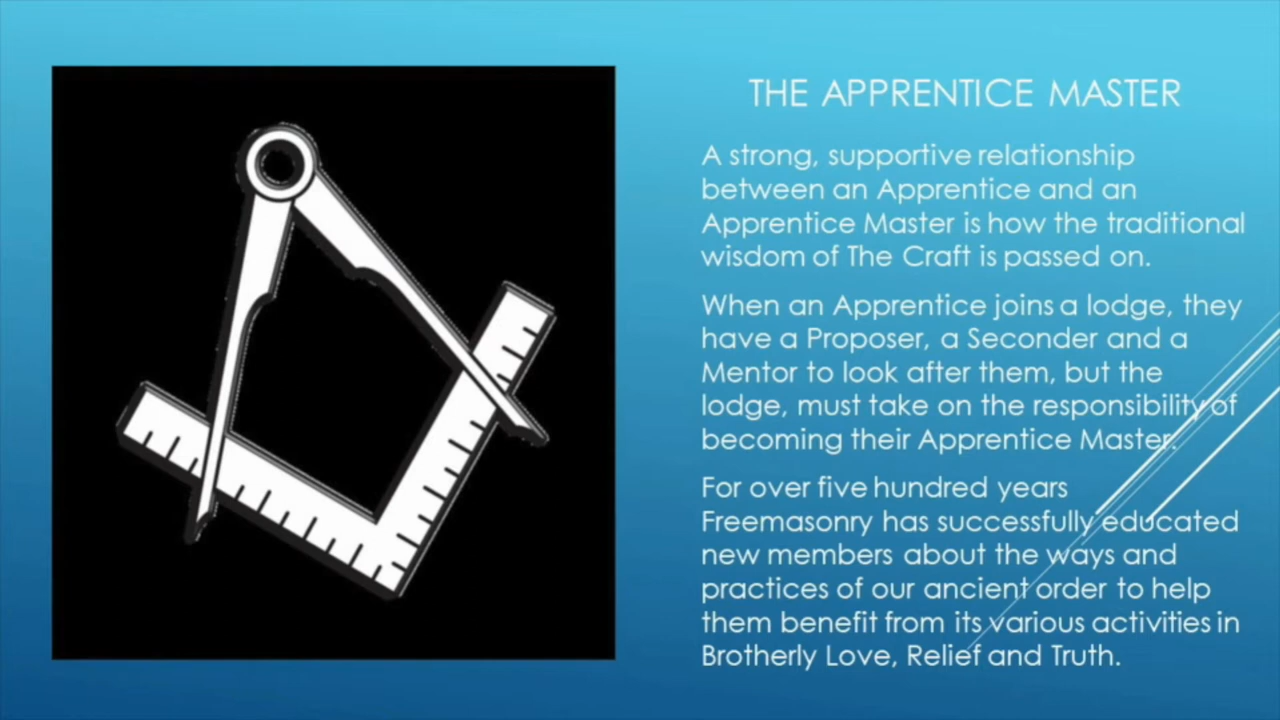 THE APPRENTICE MASTER
A strong, supportive relationship
between an Apprentice and an
Apprentice Master is how the traditional
wisdom of The Craft is passed on.
When an Apprentice joins a lodge, they
have a Proposer, a Seconder and a
Mentor to look after them, but the
lodge, must take on the responsibility of
becoming their Apprentice Master.
For over five hundred years
Freemasonry has successfully educated
new members about the ways and
practices of our ancient order to help
them benefit from its various activities in
Brotherly Love, Relief and Truth.